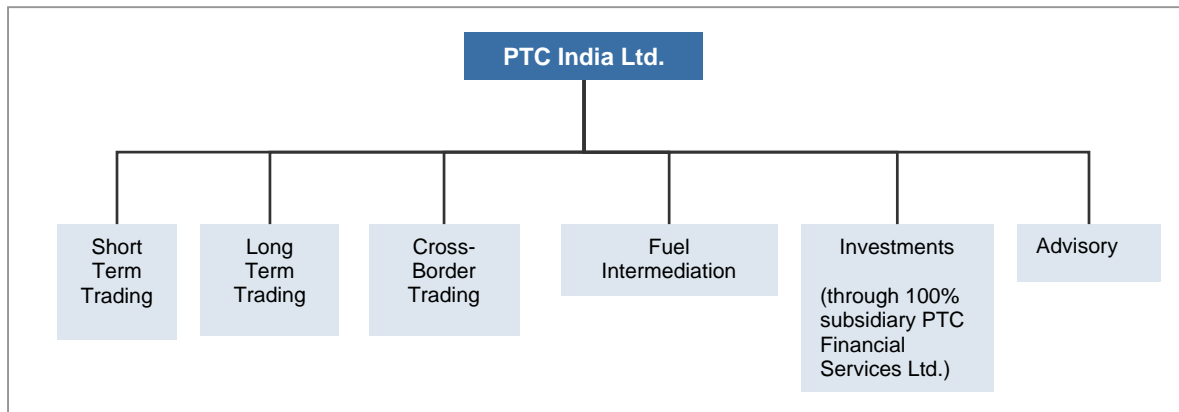 PTC India Ltd.
Short
Term
Trading
Long
Term
Trading
Cross-
Border
Trading
Fuel
Intermediation
Investments
(through 100%
subsidiary PTC
Financial
Services Ltd.)
Advisory